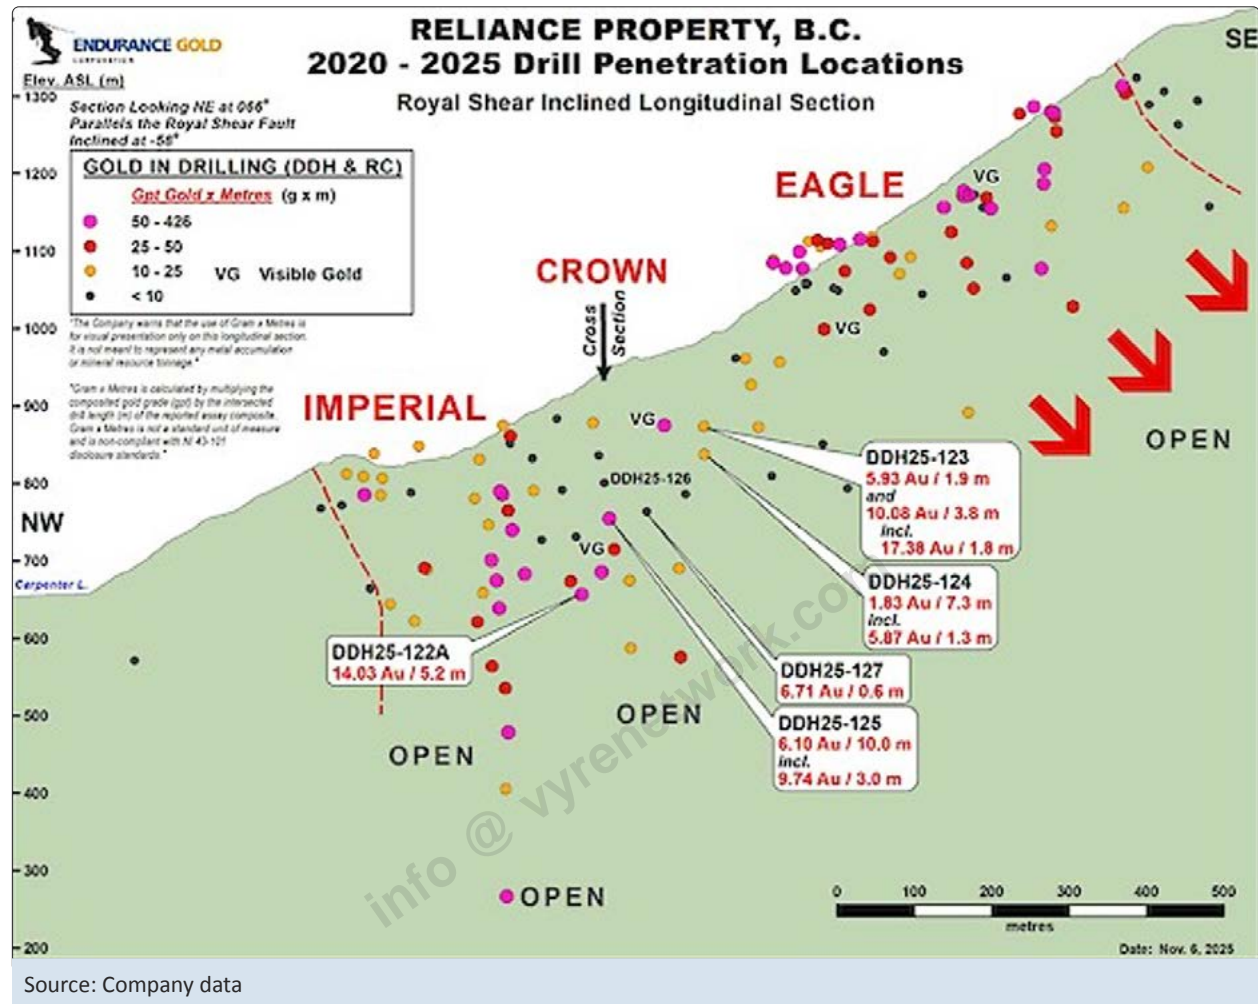 RELIANCE PROPERTY, B.C.
2020 - 2025 Drill Penetration Locations
Royal Shear Inclined Longitudinal Section
ENDURANCE GOLD
CORPORATION
SE
Elev. ASL (m)
Section Looking NE at 066°
Parallels the Royal Shear Fault
Inclined at -56°
GOLD IN DRILLING (DDH & RC)
Gpt Gold x Metres (g x m)
50 - 426
25 - 50
10 - 25 VG Visible Gold
< 10
"The Company warns that the use of Gram x Metres is
for visual presentation only on this longitudinal section.
It is not meant to represent any metal accumulation
or mineral resource tonnage."
"Gram x Metres is calculated by multiplying the
composited gold grade (gpt) by the intersected
drill length (m) of the reported assay composite.
Gram x Metres is not a standard unit of measure
and is non-compliant with NI 43-101
disclosure standards."
1300
1200
1100
1000
900
800
700
600
500
400
300
200
EAGLE
VG
CROWN
Cross
Section
VG
IMPERIAL
VG
OPEN
NW
DDH25-126
DDH25-123
5.93 Au / 1.9 m
and
10.08 Au / 3.8 m
incl.
17.38 Au / 1.8 m
VG
Carpenter L.
DDH25-124
1.83 Au / 7.3 m
incl.
5.87 Au / 1.3 m
DDH25-122A
14.03 Au / 5.2 m
DDH25-127
6.71 Au / 0.6 m
OPEN
OPEN
DDH25-125
6.10 Au / 10.0 m
incl.
9.74 Au / 3.0 m
OPEN
info @ vyrenetwork.com
0 100 200 300 400 500
metres
Date: Nov. 6, 2025
Source: Company data